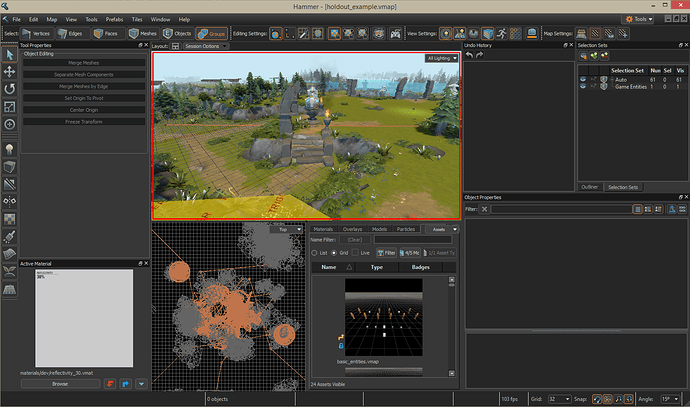 Hammer - [holdout_example.vmap]
File Edit Map View Tools Prefabs Tiles Instancing Window Help Tools
Select: Vertices Edges Faces Meshes Objects Groups Editing Settings: View Settings: Map Settings:
Tool Properties
Object Editing
Merge Meshes
Separate Mesh Components
Merge Meshes by Edge
Set Origin To Pivot
Center Origin
Freeze Transform
Layout: Session Options
All Lighting
Undo History
Selection Sets
Selection Set Num Sel Vis
Auto 61 0 61
Game Entities 1 0 1
Outliner Selection Sets
Object Properties
Filter:
Top
Materials Overlays Models Particles Assets
Name Filter: (Clear)
List Grid Live Filter 4/5 Mo 1/1 Asset Ty
Name Type Badges
basic_entities.vmap
24 Assets Visible
Active Material
30%
materials/dev/reflectivity_30.vmat
Browse
0 objects 103 fps Grid: 32 Snap: Angle: 15°